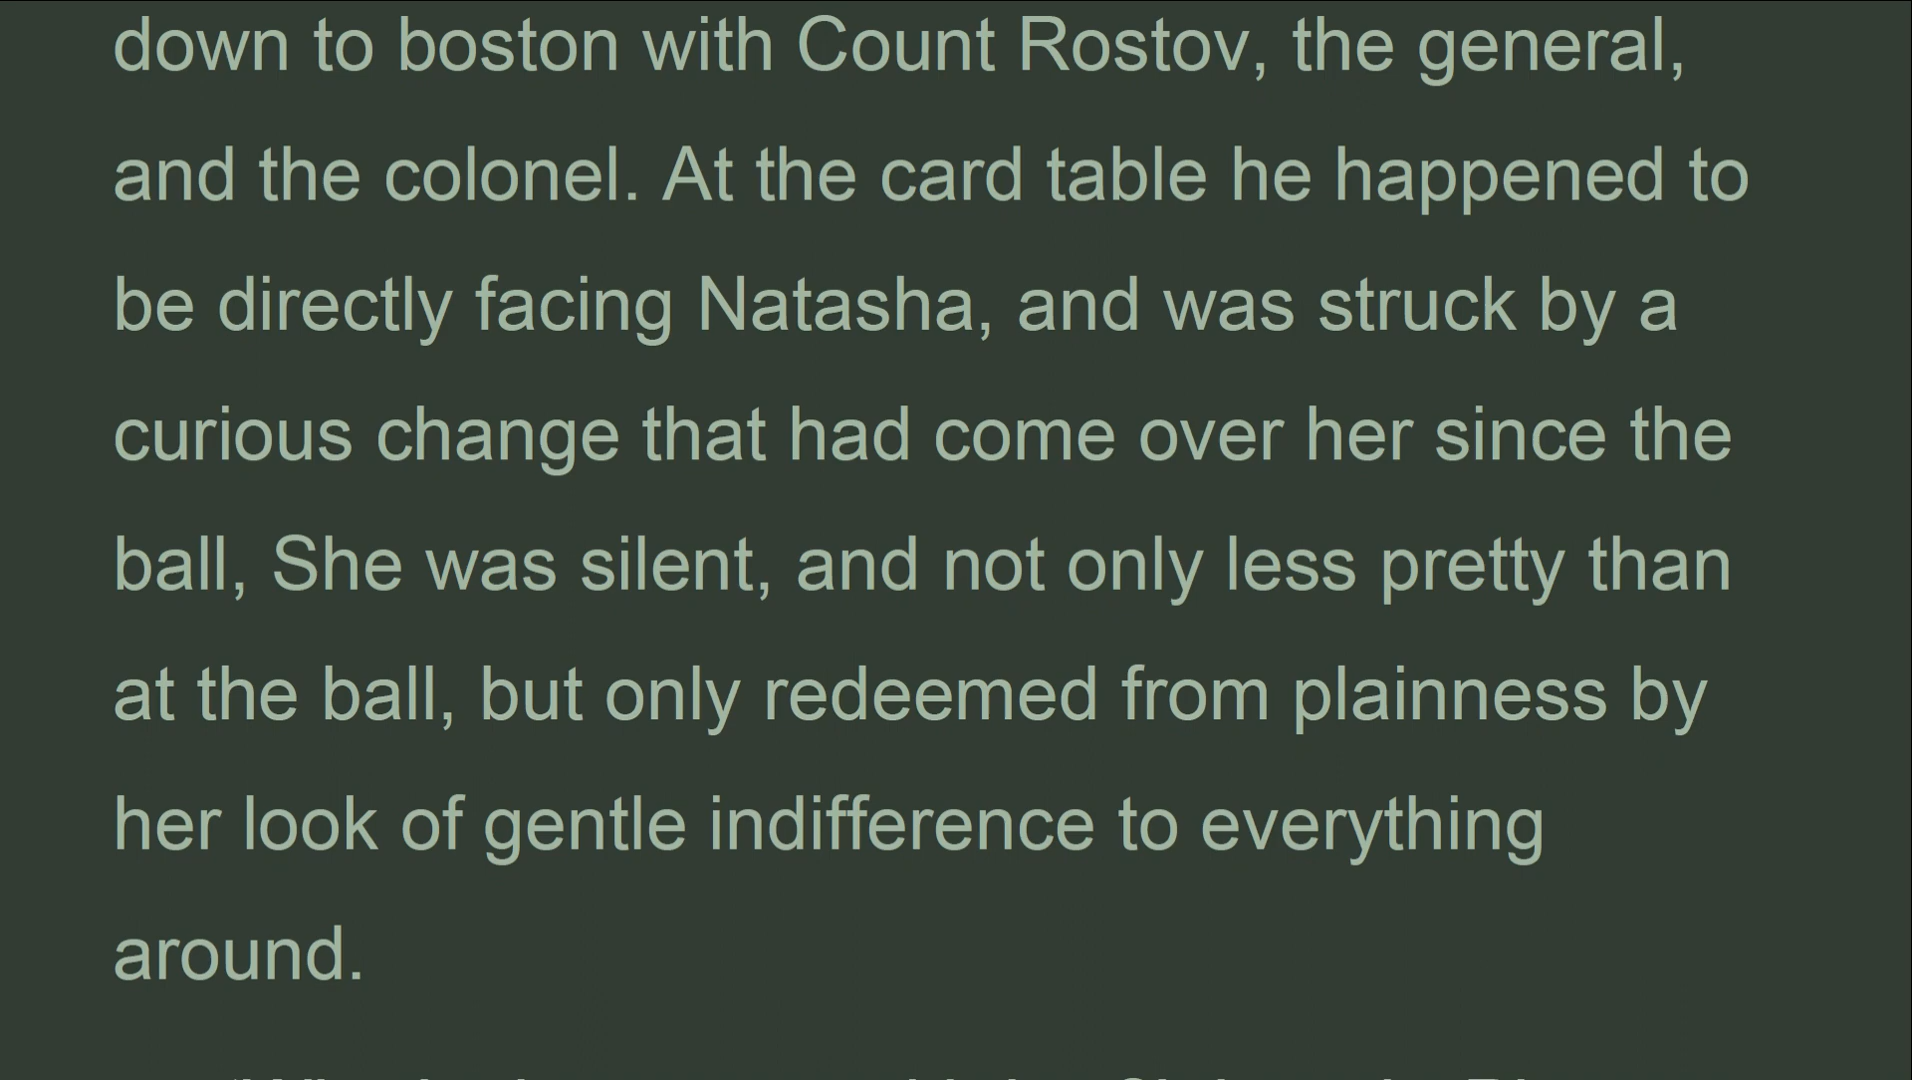 down to boston with Count Rostov, the general,
and the colonel. At the card table he happened to
be directly facing Natasha, and was struck by a
curious change that had come over her since the
ball, She was silent, and not only less pretty than
at the ball, but only redeemed from plainness by
her look of gentle indifference to everything
around.